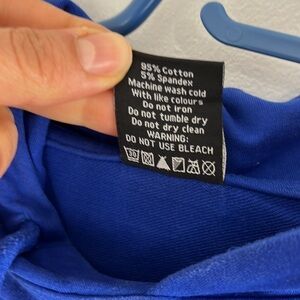 95% Cotton
5% Spandex
Machine wash cold
With like colours
Do not iron
Do not tumble dry
Do not dry clean
WARNING:
DO NOT USE BLEACH
30